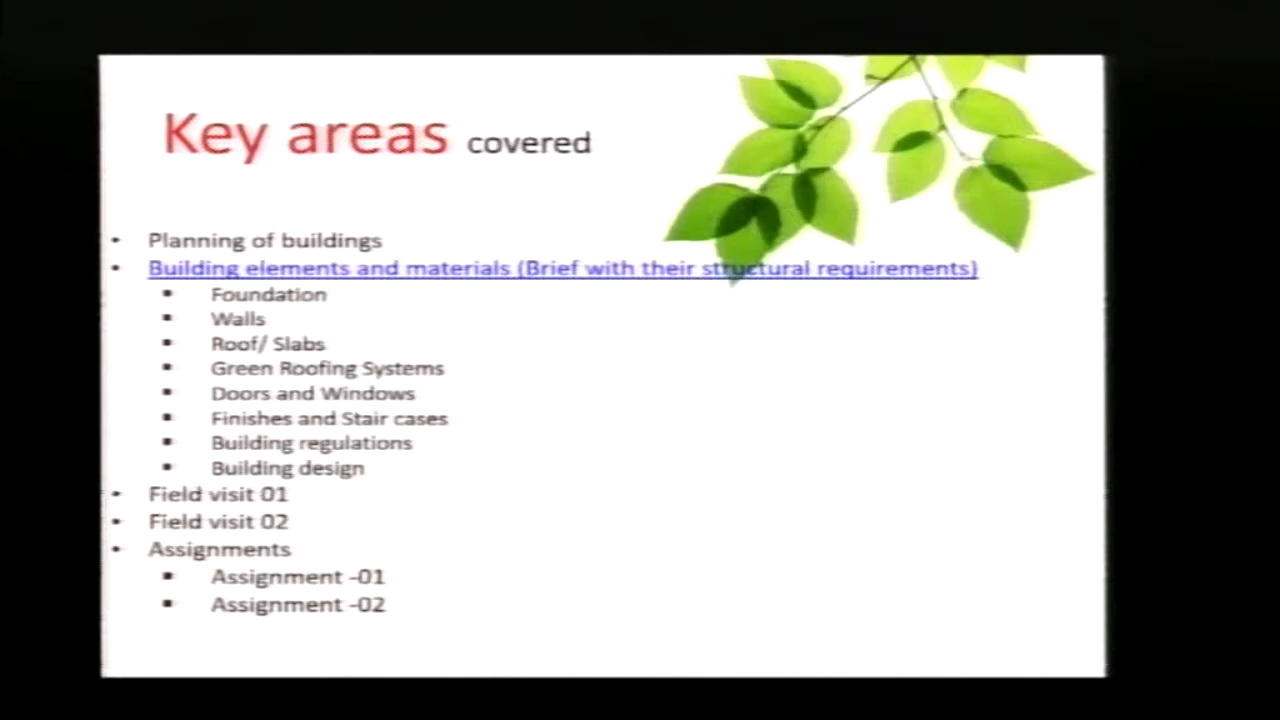 Key areas covered
• Planning of buildings
• Building elements and materials (Brief with their structural requirements)
▪ Foundation
▪ Walls
▪ Roof/ Slabs
▪ Green Roofing Systems
▪ Doors and Windows
▪ Finishes and Stair cases
▪ Building regulations
▪ Building design
• Field visit 01
• Field visit 02
• Assignments
▪ Assignment -01
▪ Assignment -02